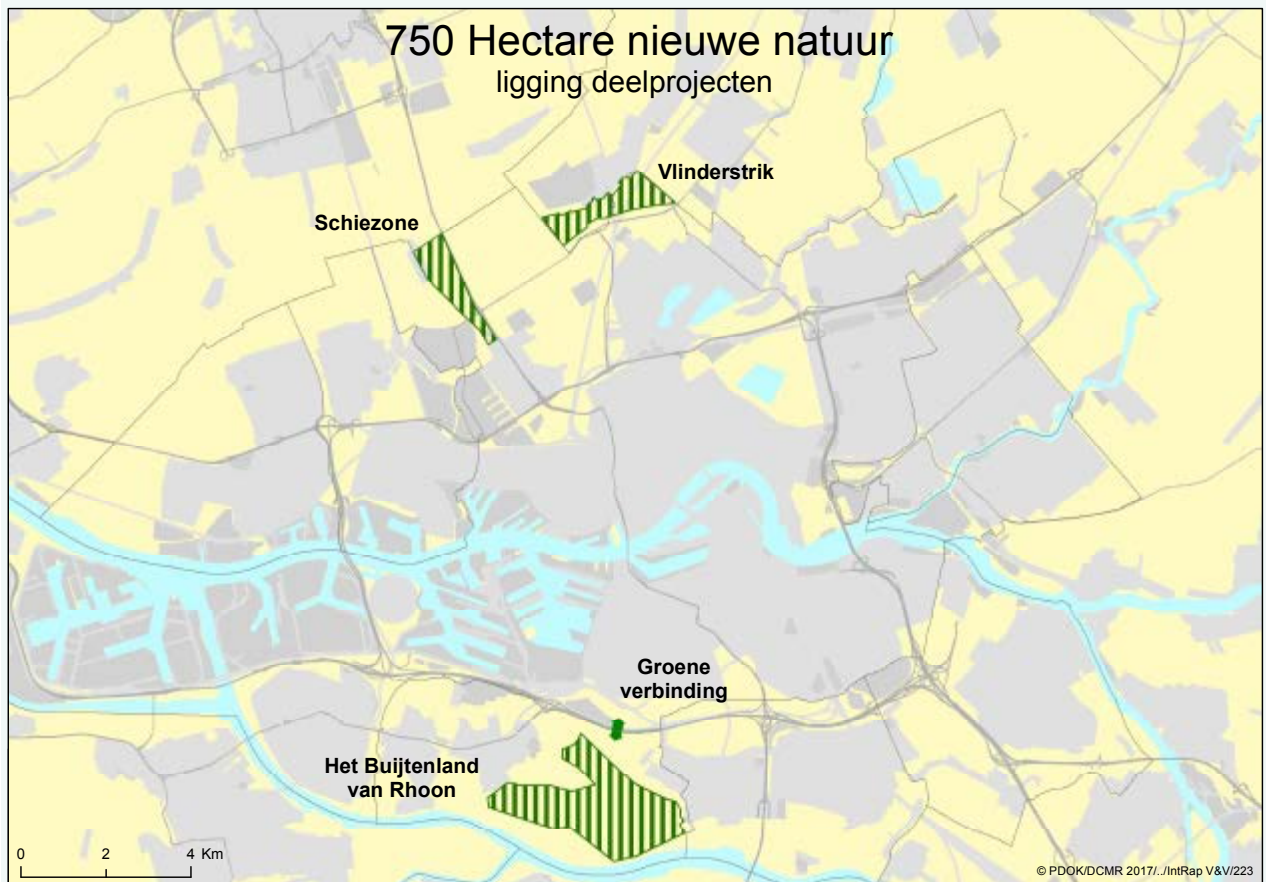 750 Hectare nieuwe natuur
ligging deelprojecten
Vlinderstrik
Schiezone
Groene
verbinding
Het Buijtenland
van Rhoon
0 2 4 Km
© PDOK/DCMR 2017/../IntRap V&V/223